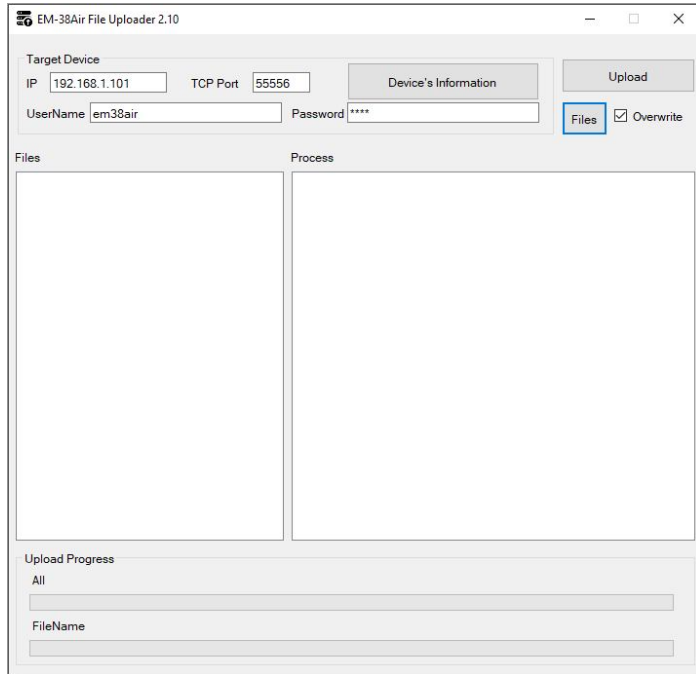 EM-38Air File Uploader 2.10
Target Device
IP 192.168.1.101 TCP Port 55556 Device's Information Upload
UserName em38air Password **** Files Overwrite
Files Process
Upload Progress
All
FileName